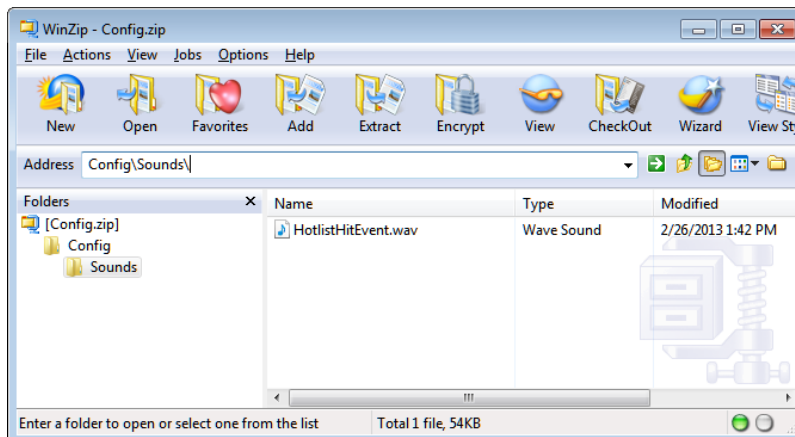 WinZip - Config.zip
File Actions View Jobs Options Help
New Open Favorites Add Extract Encrypt View CheckOut Wizard View Sty
Address Config\Sounds\
Folders x Name Type Modified
[Config.zip] HotlistHitEvent.wav Wave Sound 2/26/2013 1:42 PM
Config
Sounds
Enter a folder to open or select one from the list Total 1 file, 54KB